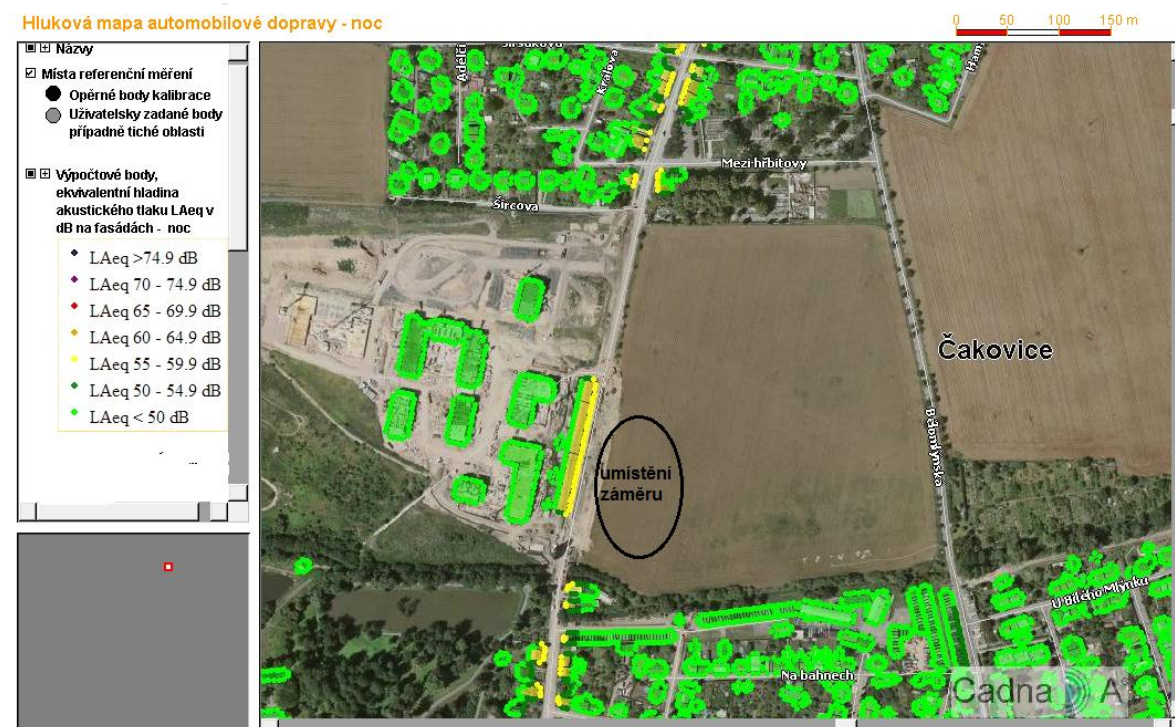 Hluková mapa automobilové dopravy - noc
0 50 100 150 m
Názvy
Místa referenční měření
Opěrné body kalibrace
Uživatelsky zadané body
případně tiché oblasti
Výpočtové body,
ekvivalentní hladina
akustického tlaku LAeq v
dB na fasádách - noc
LAeq >74.9 dB
LAeq 70 - 74.9 dB
LAeq 65 - 69.9 dB
LAeq 60 - 64.9 dB
LAeq 55 - 59.9 dB
LAeq 50 - 54.9 dB
LAeq < 50 dB
Králova
Mezi hřbitovy
Šircova
Čakovice
Bělomlýnská
umístění
záměru
U Bílého Mlýnku
Na bahnech
Cadna A